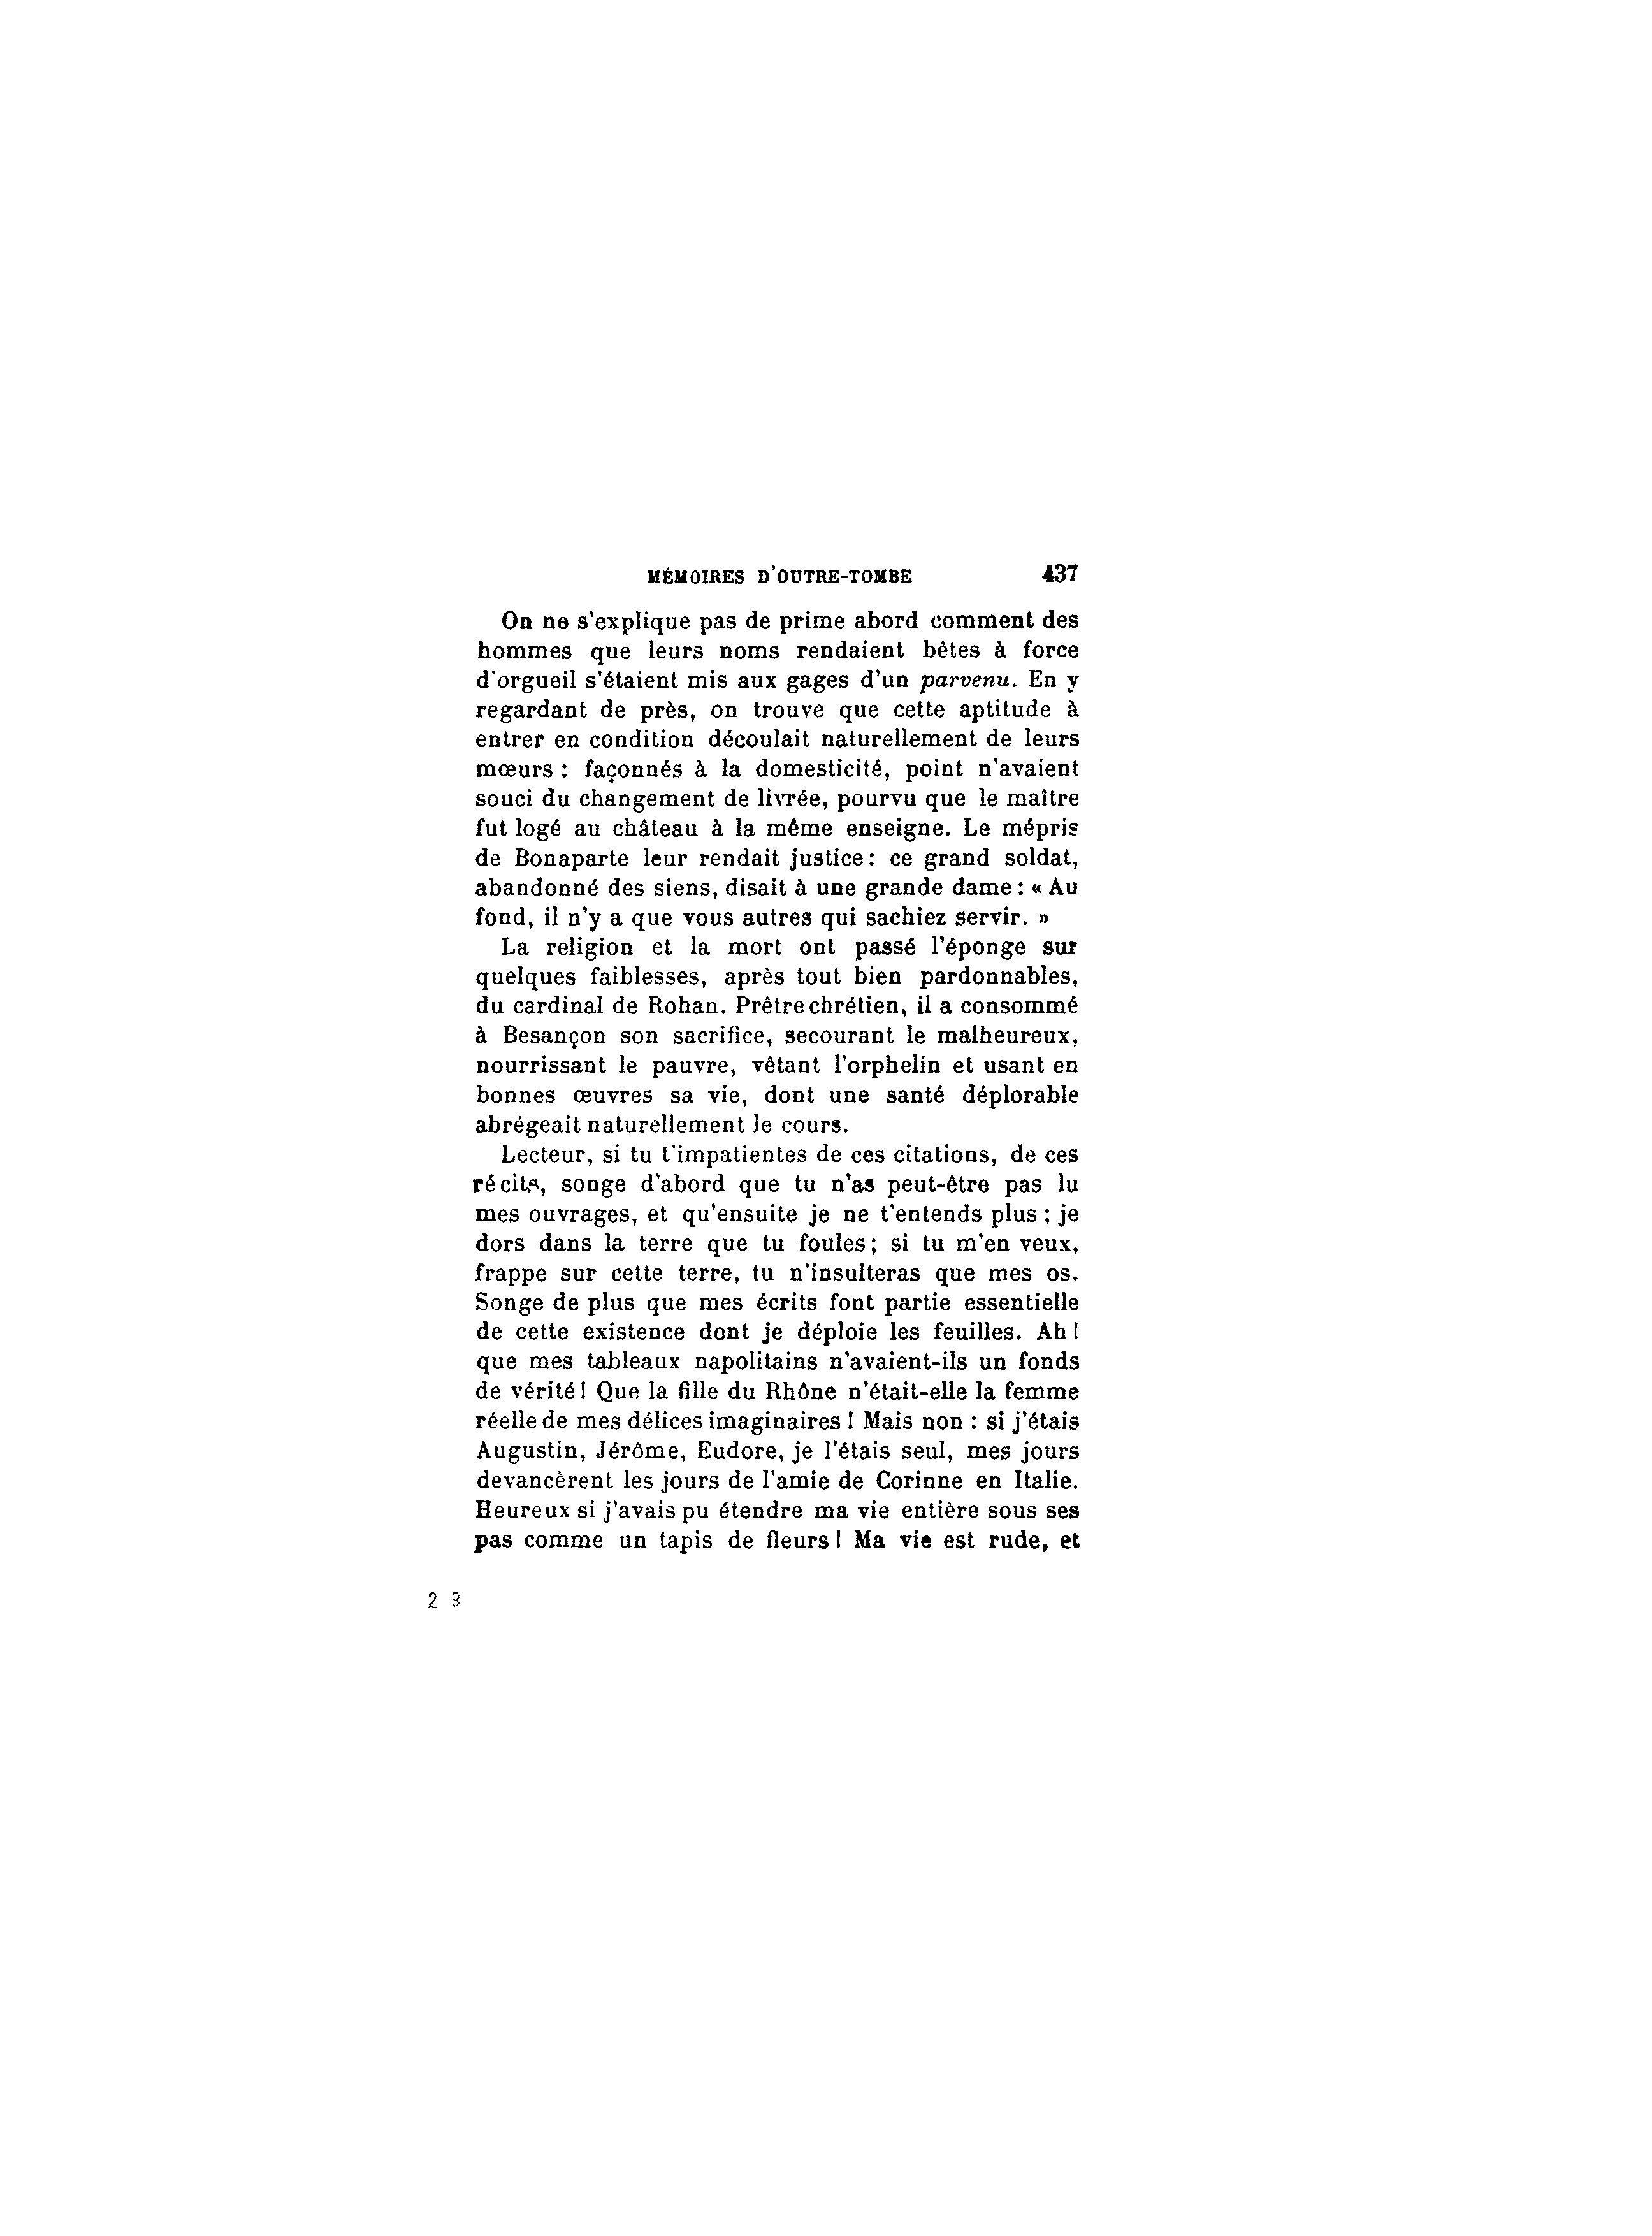 MÉMOIRES D'OUTRE-TOMBE 437
On ne s'explique pas de prime abord comment des
hommes que leurs noms rendaient bêtes à force
d'orgueil s'étaient mis aux gages d'un parvenu. En y
regardant de près, on trouve que cette aptitude à
entrer en condition découlait naturellement de leurs
mœurs : façonnés à la domesticité, point n'avaient
souci du changement de livrée, pourvu que le maître
fut logé au château à la même enseigne. Le mépris
de Bonaparte leur rendait justice : ce grand soldat,
abandonné des siens, disait à une grande dame : « Au
fond, il n'y a que vous autres qui sachiez servir. »
La religion et la mort ont passé l'éponge sur
quelques faiblesses, après tout bien pardonnables,
du cardinal de Rohan. Prêtre chrétien, il a consommé
à Besançon son sacrifice, secourant le malheureux,
nourrissant le pauvre, vêtant l'orphelin et usant en
bonnes œuvres sa vie, dont une santé déplorable
abrégeait naturellement le cours.
Lecteur, si tu t'impatientes de ces citations, de ces
récits, songe d'abord que tu n'as peut-être pas lu
mes ouvrages, et qu'ensuite je ne t'entends plus ; je
dors dans la terre que tu foules ; si tu m'en veux,
frappe sur cette terre, tu n'insulteras que mes os.
Songe de plus que mes écrits font partie essentielle
de cette existence dont je déploie les feuilles. Ah !
que mes tableaux napolitains n'avaient-ils un fonds
de vérité ! Que la fille du Rhône n'était-elle la femme
réelle de mes délices imaginaires ! Mais non : si j'étais
Augustin, Jérôme, Eudore, je l'étais seul, mes jours
devancèrent les jours de l'amie de Corinne en Italie.
Heureux si j'avais pu étendre ma vie entière sous ses
pas comme un tapis de fleurs ! Ma vie est rude, et
2 3